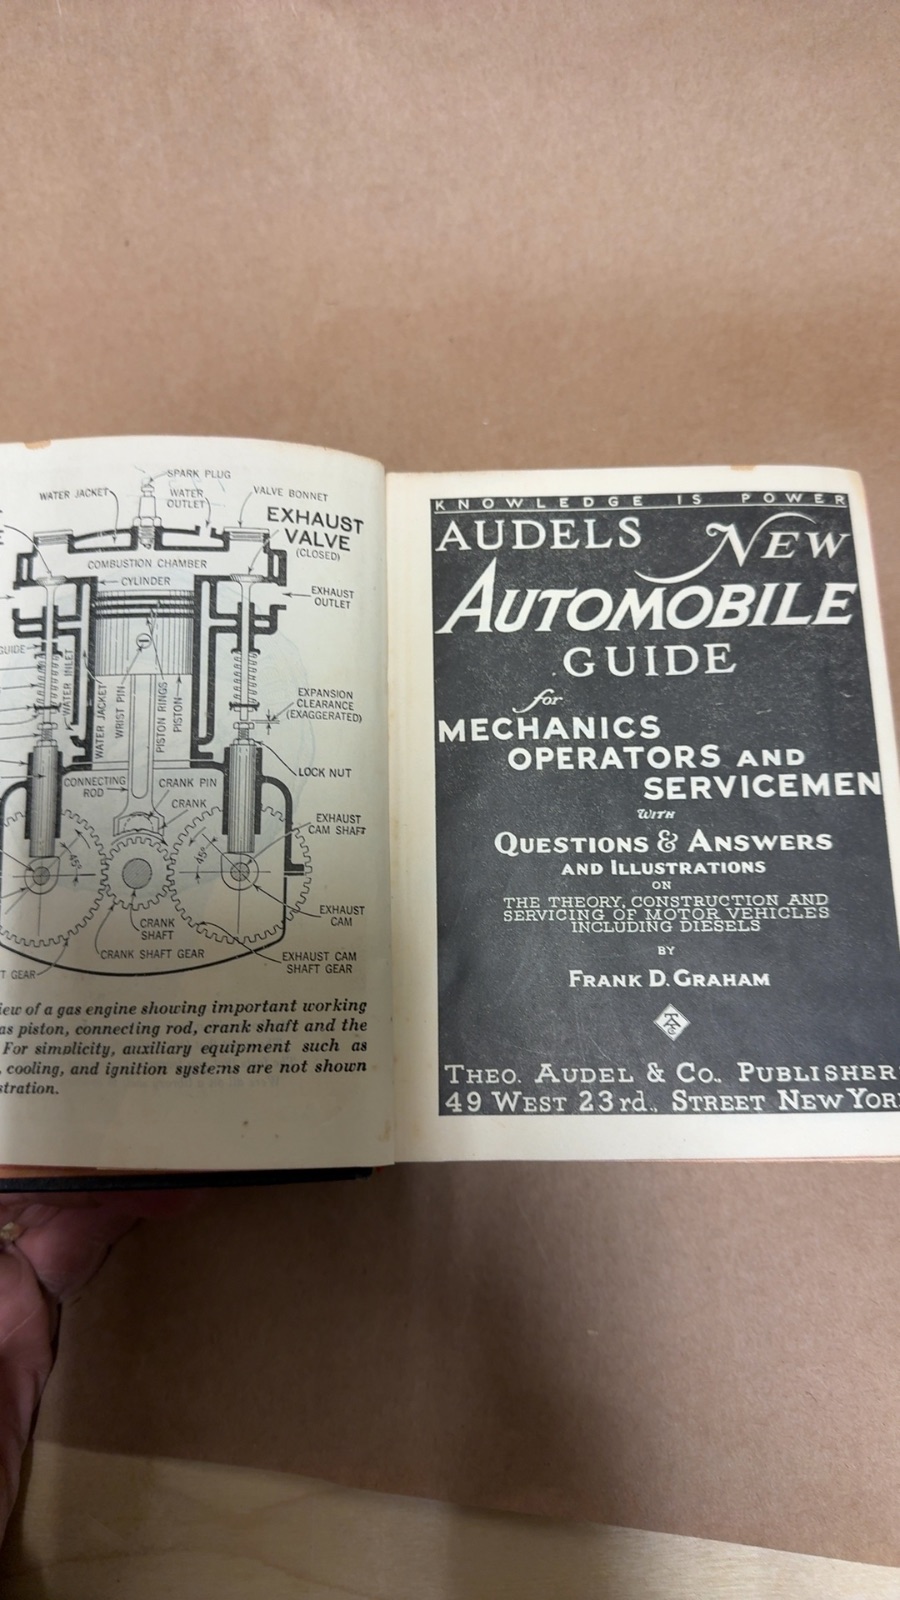 SPARK PLUG
WATER JACKET
WATER
OUTLET
VALVE BONNET
EXHAUST
VALVE
(CLOSED)
COMBUSTION CHAMBER
CYLINDER
EXHAUST
OUTLET
GUIDE
WATER INLET
WATER JACKET
WRIST PIN
PISTON RINGS
PISTON
EXPANSION
CLEARANCE
(EXAGGERATED)
LOCK NUT
CONNECTING
ROD
CRANK PIN
CRANK
EXHAUST
CAM SHAFT
45°
45°
EXHAUST
CAM
CRANK
SHAFT
CRANK SHAFT GEAR
EXHAUST CAM
SHAFT GEAR
T GEAR
iew of a gas engine showing important working
as piston, connecting rod, crank shaft and the
For simplicity, auxiliary equipment such as
, cooling, and ignition systems are not shown
stration.
KNOWLEDGE IS POWER
AUDELS NEW
AUTOMOBILE
GUIDE
for
MECHANICS
OPERATORS AND
SERVICEMEN
WITH
QUESTIONS & ANSWERS
AND ILLUSTRATIONS
ON
THE THEORY, CONSTRUCTION AND
SERVICING OF MOTOR VEHICLES
INCLUDING DIESELS
BY
FRANK D. GRAHAM
THEO. AUDEL & CO., PUBLISHER
49 WEST 23rd., STREET NEW YOR